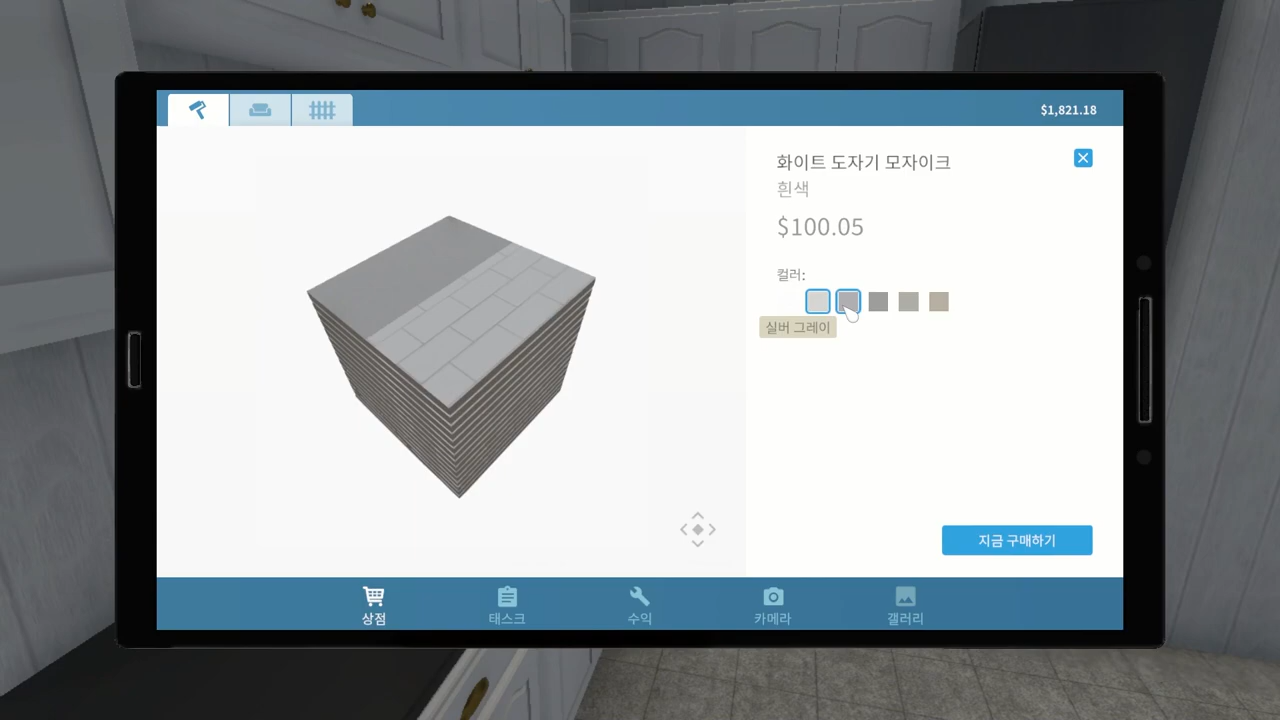 $1,821.18
화이트 도자기 모자이크
흰색
$100.05
컬러:
실버 그레이
지금 구매하기
상점
태스크
수익
카메라
갤러리